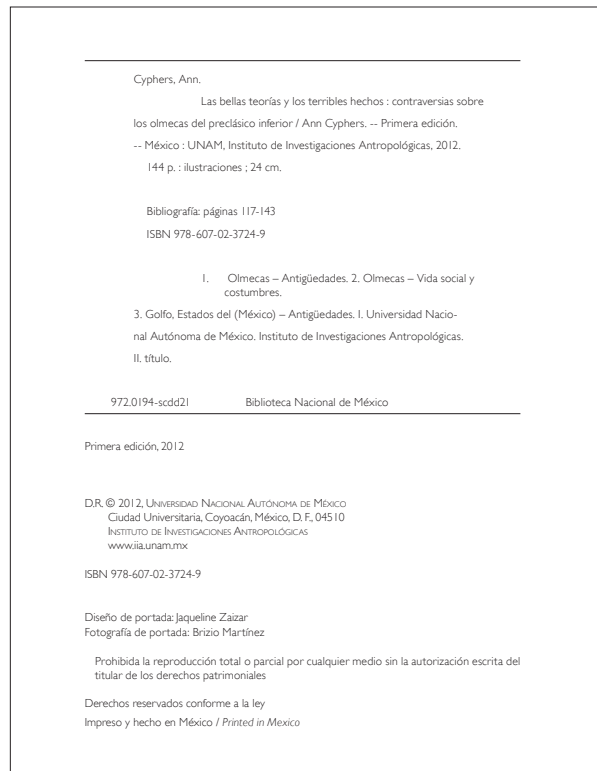 Cyphers, Ann.
Las bellas teorías y los terribles hechos : contraversias sobre
los olmecas del preclásico inferior / Ann Cyphers. -- Primera edición.
-- México : UNAM, Instituto de Investigaciones Antropológicas, 2012.
144 p. : ilustraciones ; 24 cm.
Bibliografía: páginas 117-143
ISBN 978-607-02-3724-9
1. Olmecas – Antigüedades. 2. Olmecas – Vida social y
costumbres.
3. Golfo, Estados del (México) – Antigüedades. I. Universidad Nacio-
nal Autónoma de México. Instituto de Investigaciones Antropológicas.
II. título.
972.0194-scdd21 Biblioteca Nacional de México
Primera edición, 2012
D.R. © 2012, Universidad Nacional Autónoma de México
Ciudad Universitaria, Coyoacán, México, D. F., 04510
Instituto de Investigaciones Antropológicas
www.iia.unam.mx
ISBN 978-607-02-3724-9
Diseño de portada: Jaqueline Zaizar
Fotografía de portada: Brizio Martínez
Prohibida la reproducción total o parcial por cualquier medio sin la autorización escrita del
titular de los derechos patrimoniales
Derechos reservados conforme a la ley
Impreso y hecho en México / Printed in Mexico